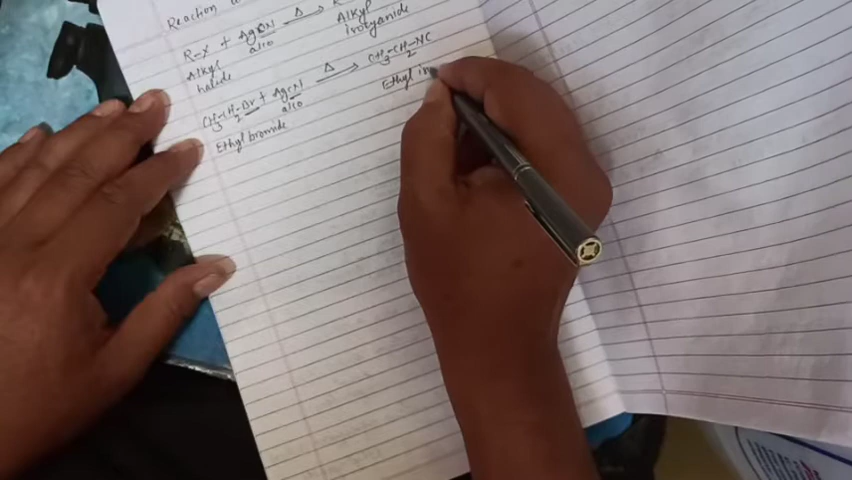 Reaction
R-X + AgCN Δ→
alco
Alkyl
isocyanide
Alkyl
halide
CH3-CH2-Br + AgCN Δ→ CH3-CH2-NC
alco
Ethyl bromide
Ethyl i